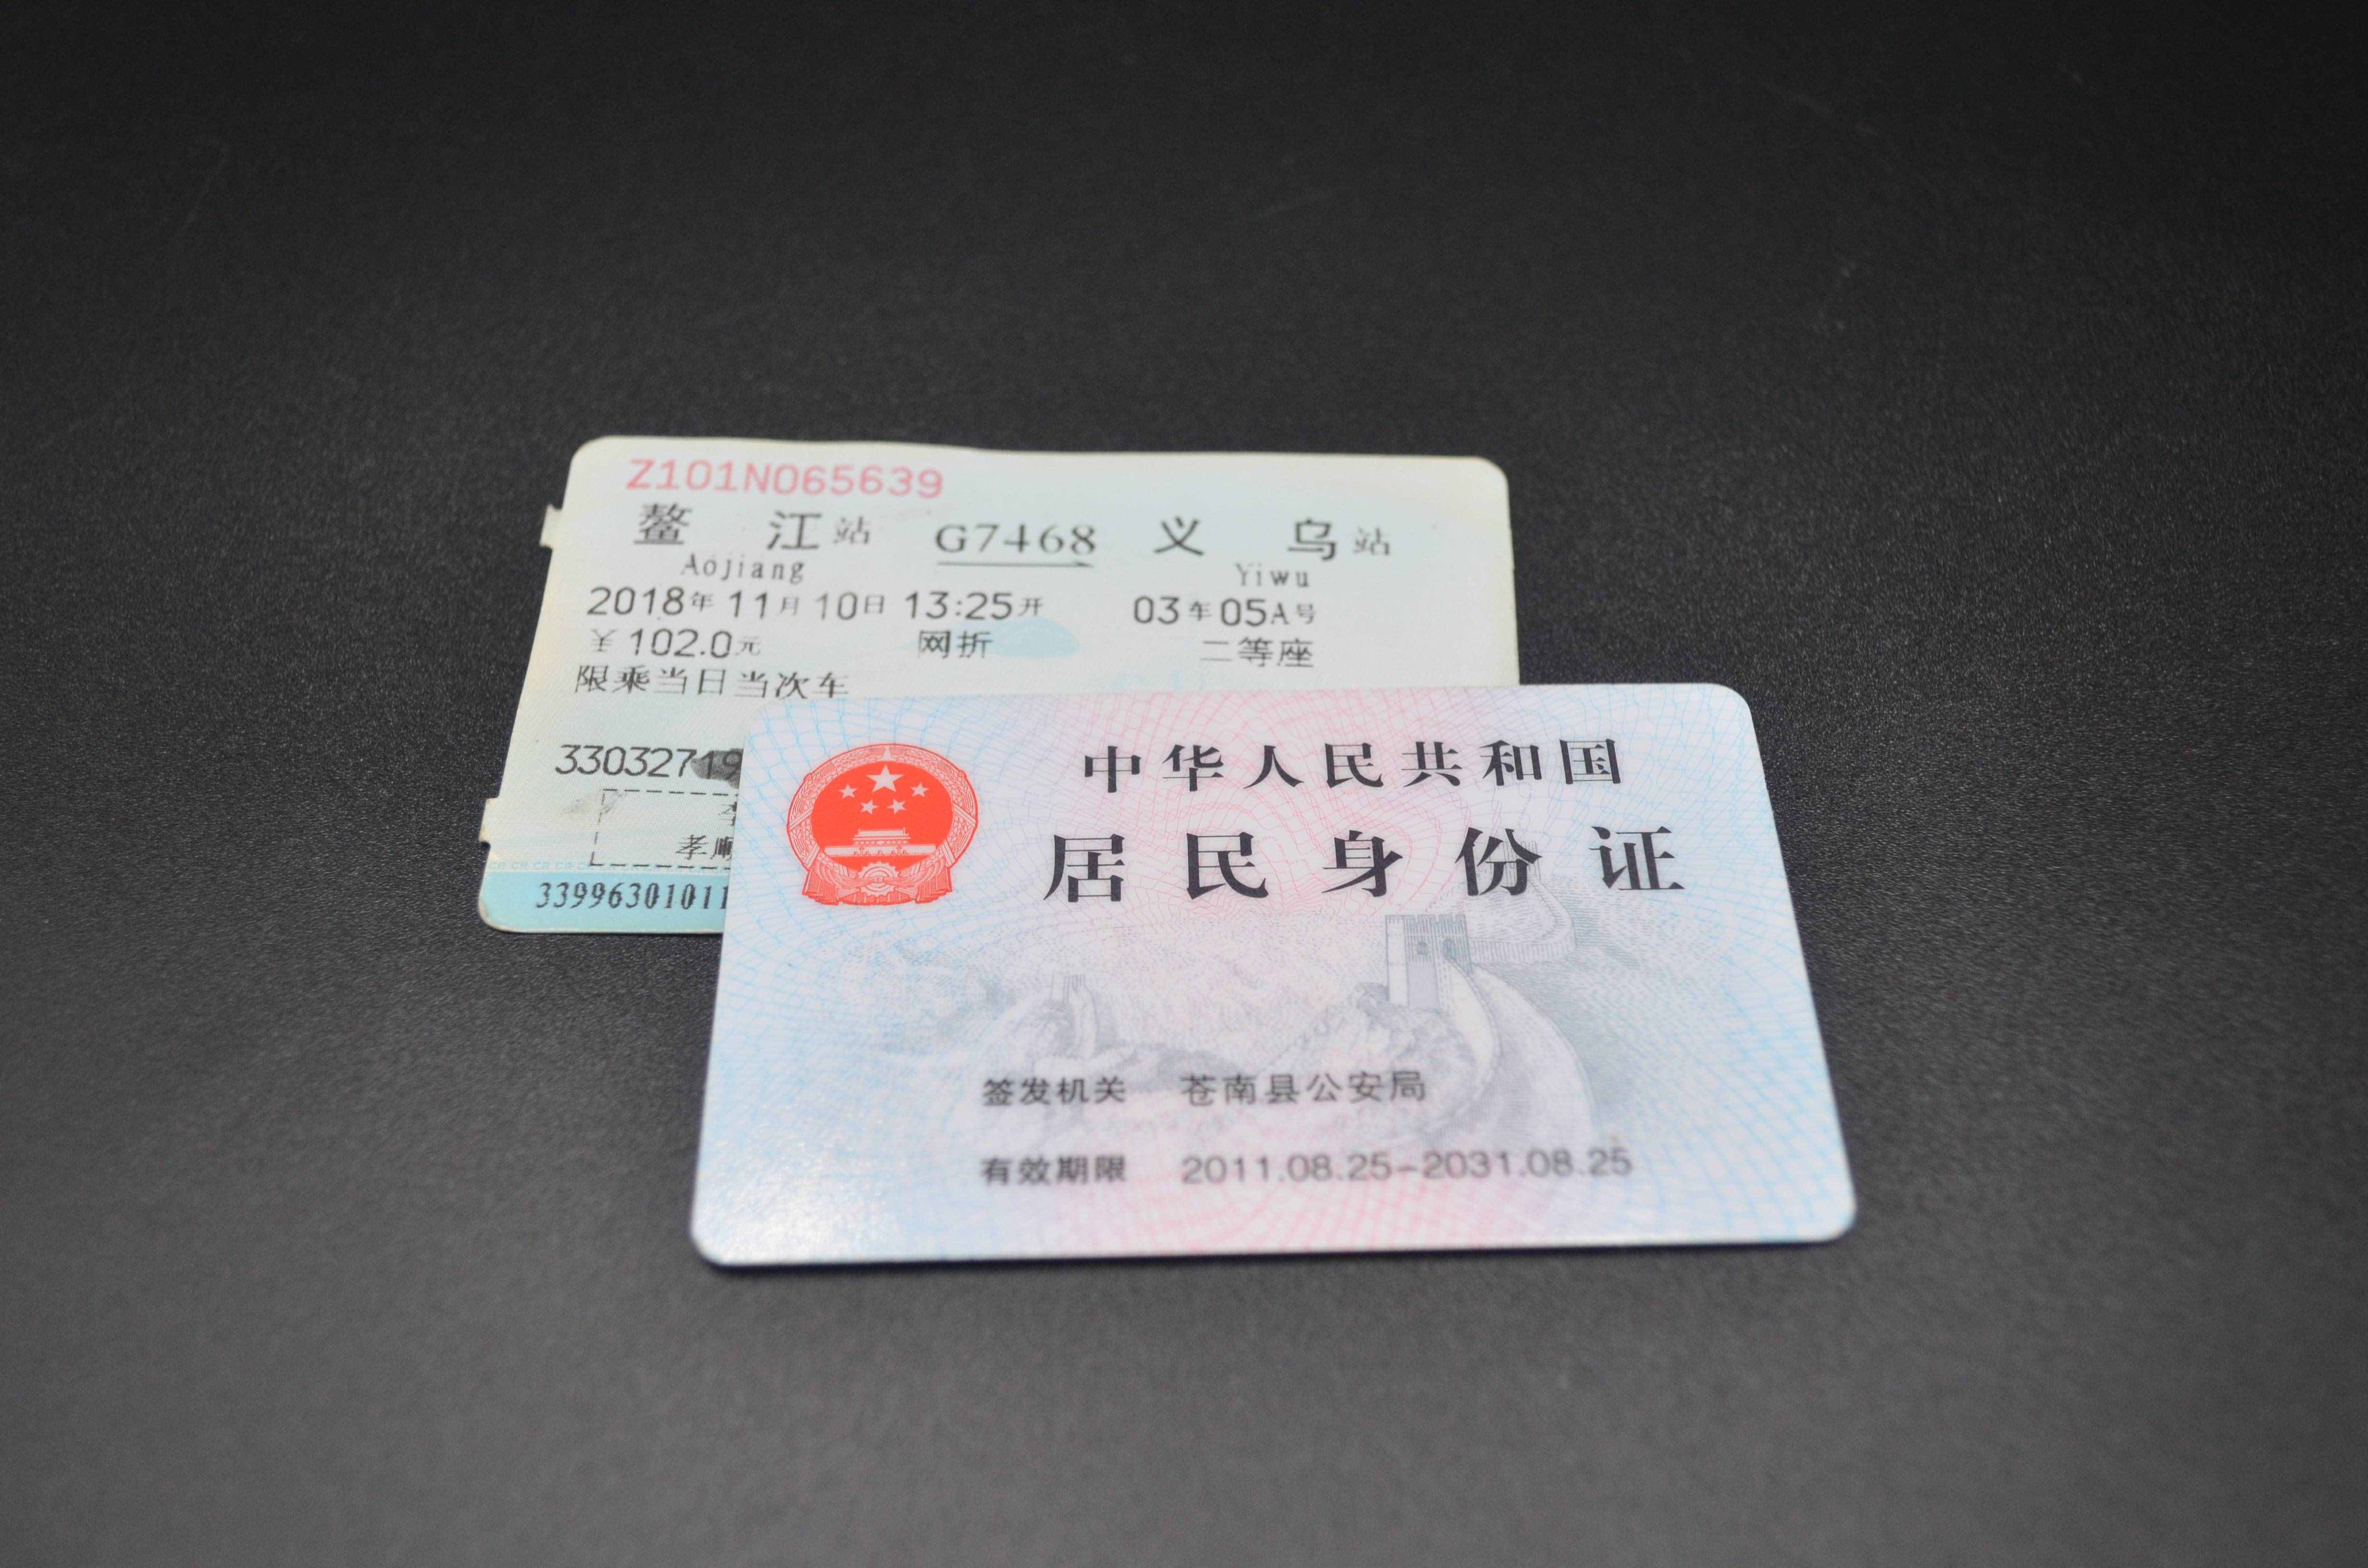 Z101N065639
鳌江站 G7468 义乌站
Aojiang Yiwu
2018年11月10日 13:25开 03车05A号
¥102.0元 网折 二等座
限乘当日当次车
33032719
孝顺
33996301011
中华人民共和国
居民身份证
签发机关 苍南县公安局
有效期限 2011.08.25-2031.08.25